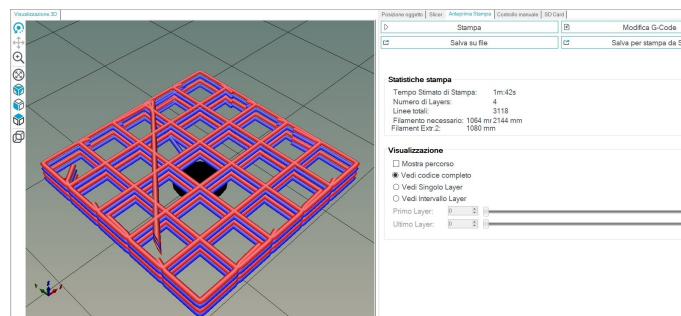 Visualizzazione 3D
Posizione oggetto Slicer Anteprima Stampa Controllo manuale SD Card
Stampa Modifica G-Code
Salva su file Salva per stampa da S
Statistiche stampa
Tempo Stimato di Stampa: 1m:42s
Numero di Layers: 4
Linee totali: 3118
Filamento necessario: 1064 mr 2144 mm
Filament Extr.2: 1080 mm
Visualizzazione
Mostra percorso
Vedi codice completo
Vedi Singolo Layer
Vedi Intervallo Layer
Primo Layer: 0
Ultimo Layer: 0